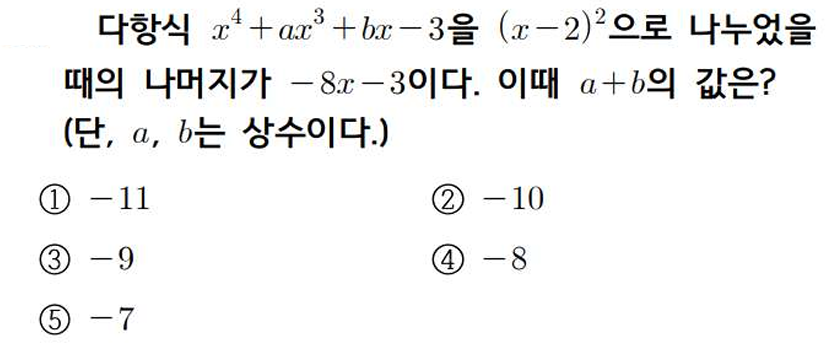 다항식 x⁴+ax³+bx-3을 (x-2)²으로 나누었을
때의 나머지가 -8x-3이다. 이때 a+b의 값은?
(단, a, b는 상수이다.)
① -11 ② -10
③ -9 ④ -8
⑤ -7